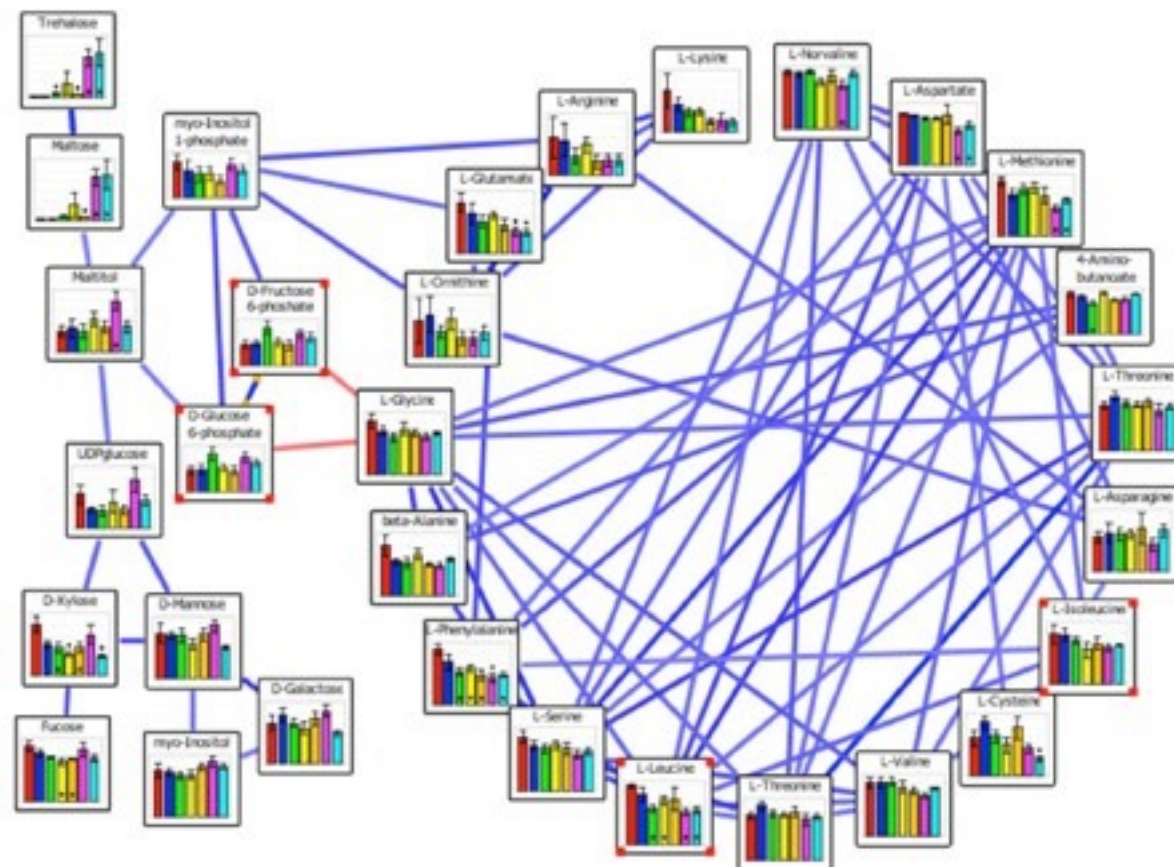 Trehalose
Maltose
myo-Inositol
1-phosphate
Maltitol
D-Fructose
6-phoshate
D-Glucose
6-phosphate
UDPglucose
D-Xylose
D-Mannose
Fucose
myo-Inositol
D-Galactose
L-Lysine
L-Arginine
L-Glutamate
L-Ornithine
L-Glycine
beta-Alanine
L-Phenylalanine
L-Serine
L-Leucine
L-Threonine
L-Valine
L-Cysteine
L-Isoleucine
L-Asparagine
L-Threonine
4-Amino-
butanoate
L-Methionine
L-Aspartate
L-Norvaline